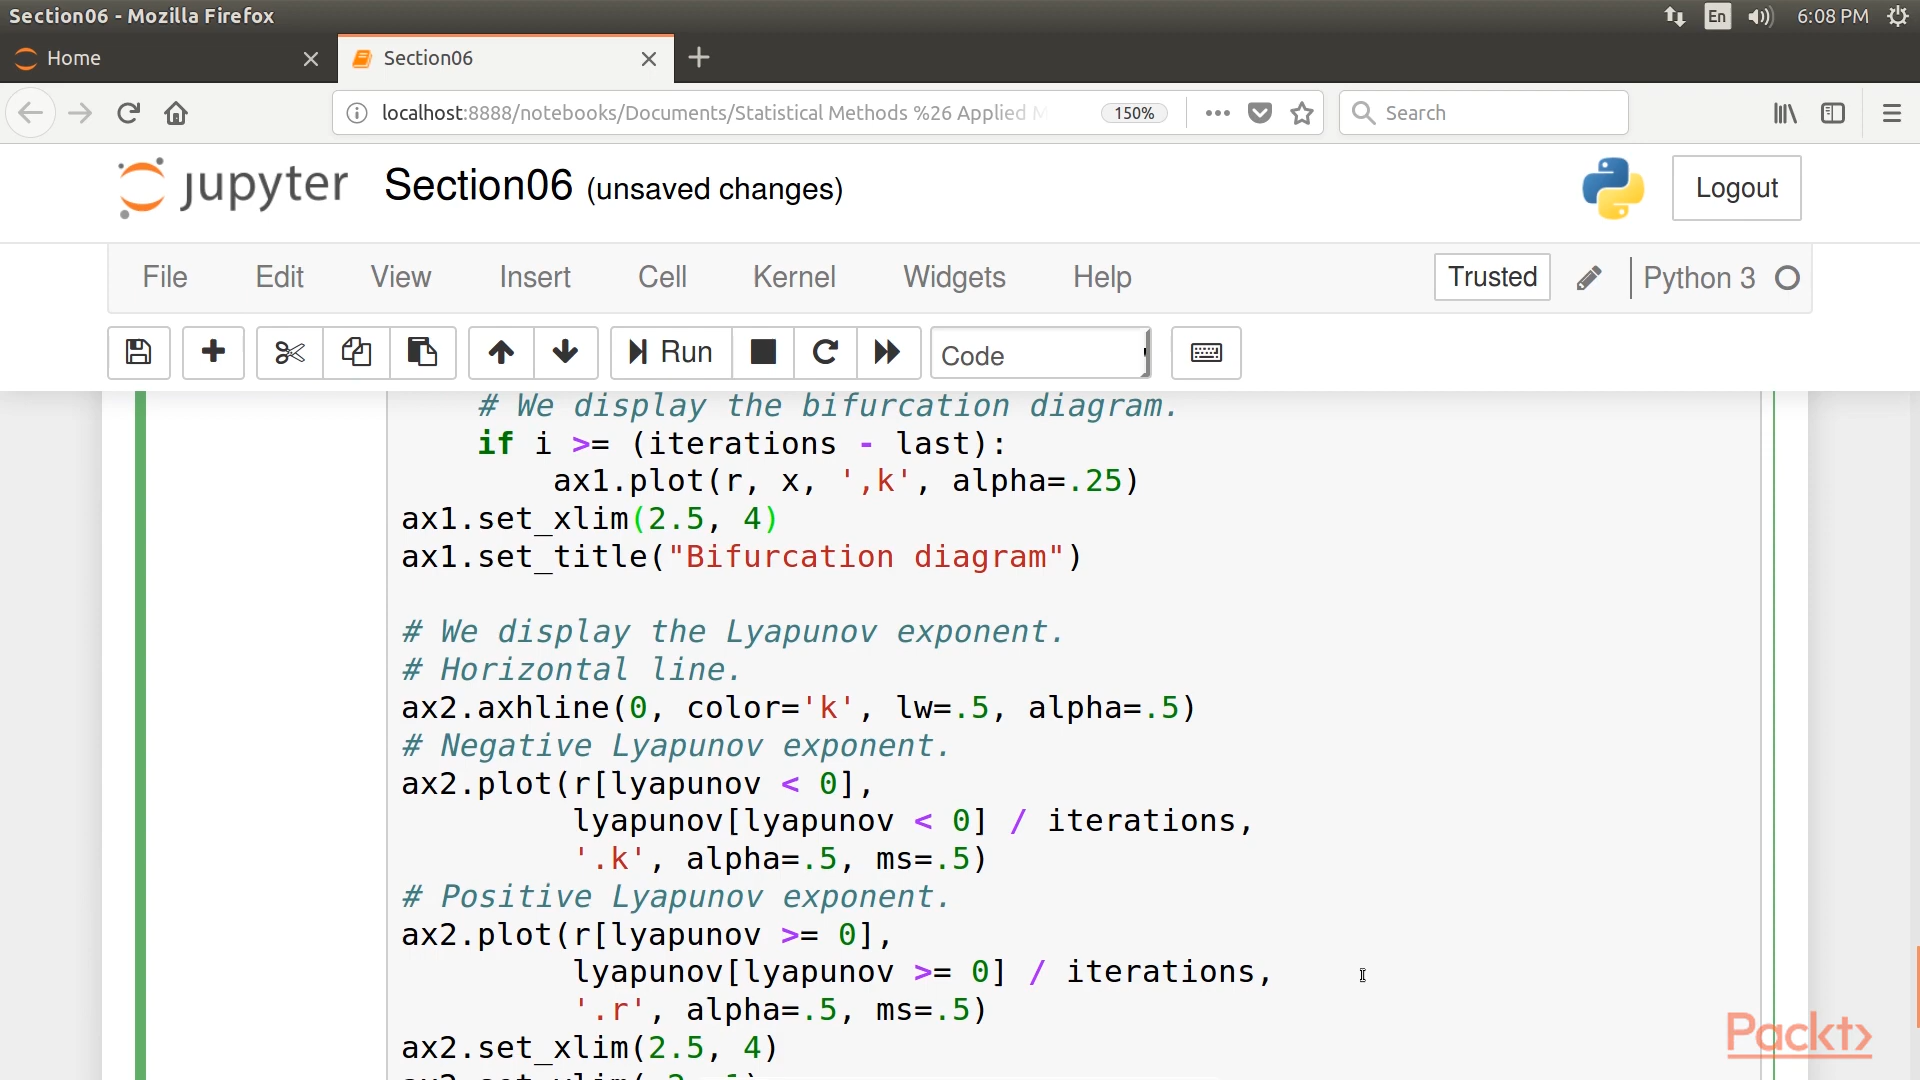 Section06 - Mozilla Firefox
En
6:08 PM
Home
Section06
localhost:8888/notebooks/Documents/Statistical Methods %26 Applied M
150%
Search
jupyter
Section06 (unsaved changes)
Logout
File Edit View Insert Cell Kernel Widgets Help
Trusted
Python 3
Run
Code
# We display the bifurcation diagram.
if i >= (iterations - last):
ax1.plot(r, x, ',k', alpha=.25)
ax1.set_xlim(2.5, 4)
ax1.set_title("Bifurcation diagram")
# We display the Lyapunov exponent.
# Horizontal line.
ax2.axhline(0, color='k', lw=.5, alpha=.5)
# Negative Lyapunov exponent.
ax2.plot(r[lyapunov < 0],
lyapunov[lyapunov < 0] / iterations,
'.k', alpha=.5, ms=.5)
# Positive Lyapunov exponent.
ax2.plot(r[lyapunov >= 0],
lyapunov[lyapunov >= 0] / iterations,
'.r', alpha=.5, ms=.5)
ax2.set_xlim(2.5, 4)
Packt>